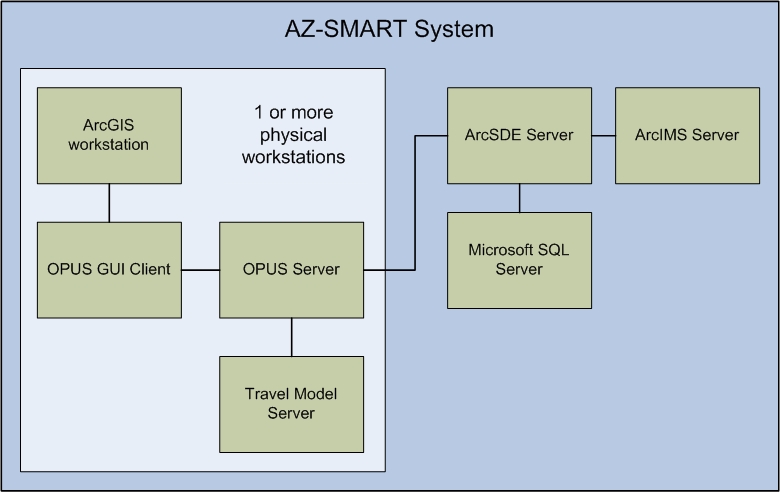 AZ-SMART System
ArcGIS
workstation
1 or more
physical
workstations
ArcSDE Server
ArcIMS Server
OPUS GUI Client
OPUS Server
Microsoft SQL
Server
Travel Model
Server